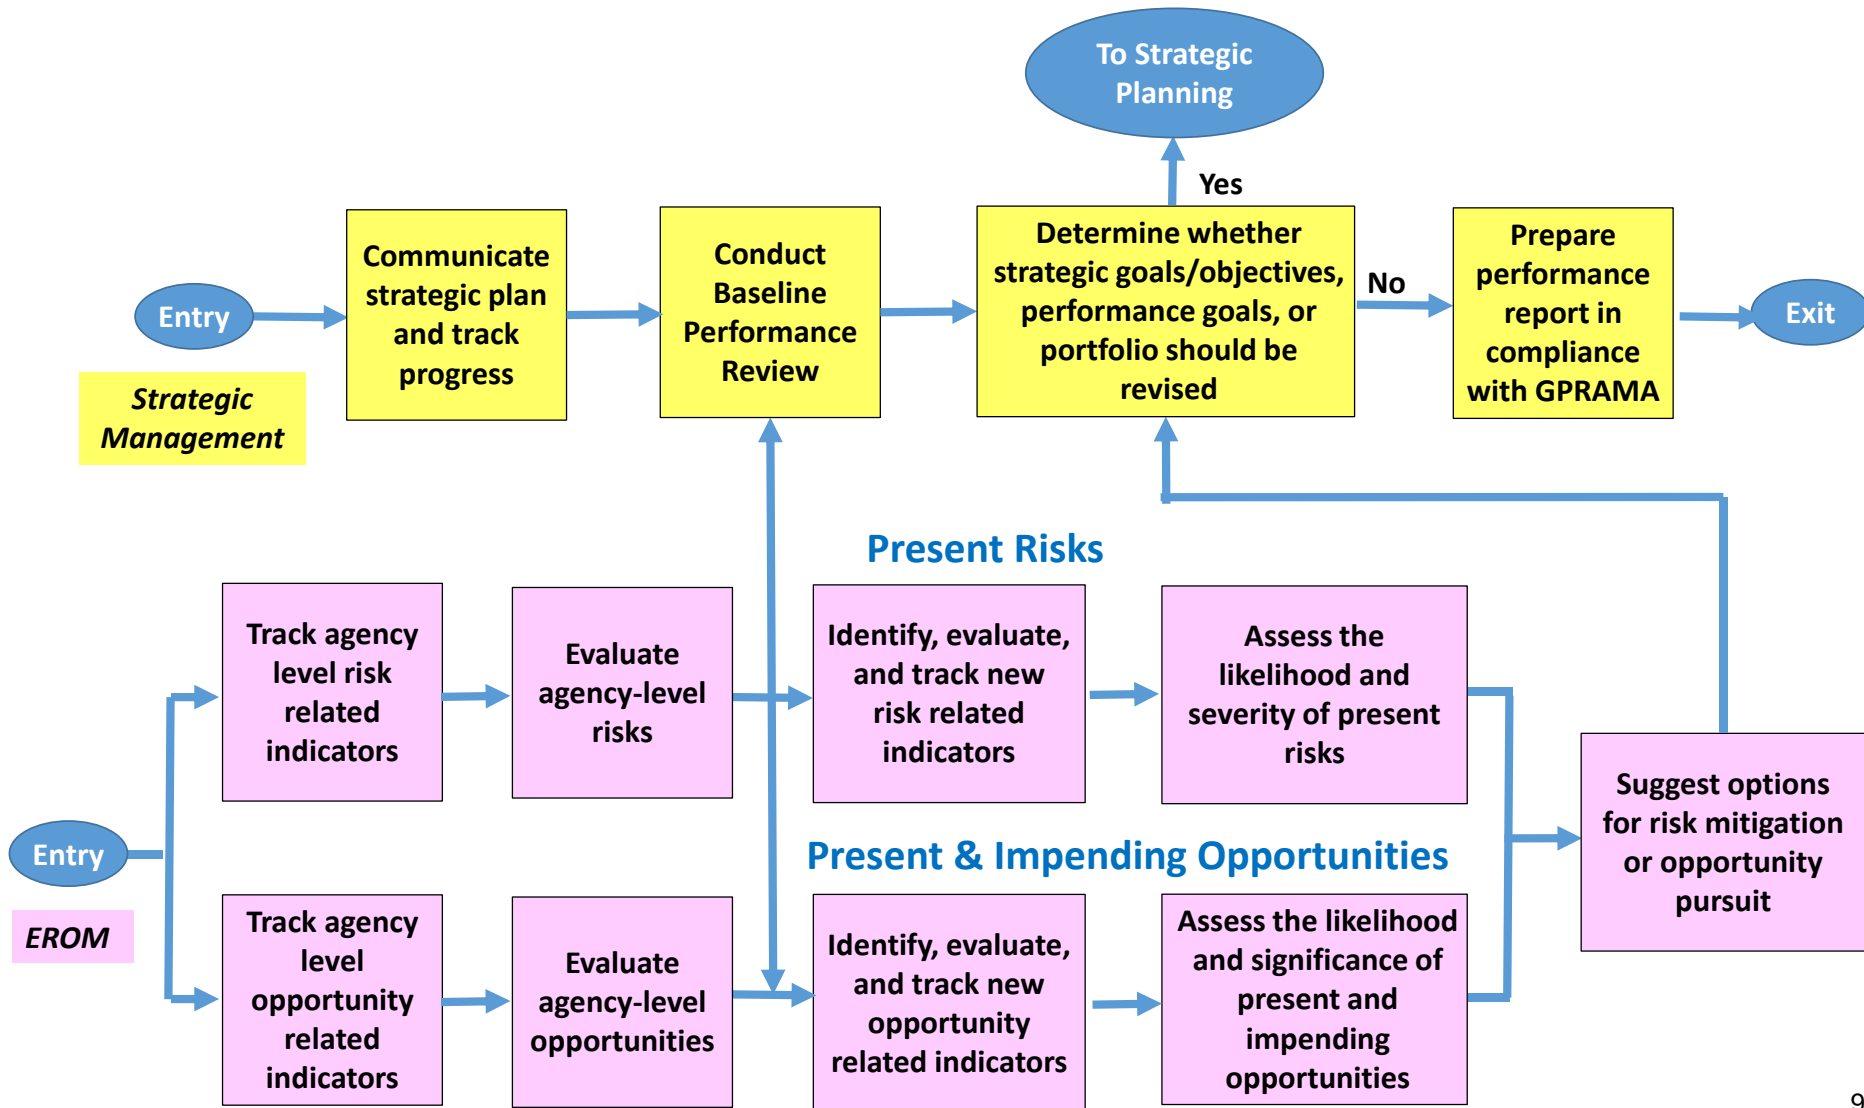 To Strategic
Planning
Yes
Entry
Communicate
strategic plan
and track
progress
Conduct
Baseline
Performance
Review
Determine whether
strategic goals/objectives,
performance goals, or
portfolio should be
revised
No
Prepare
performance
report in
compliance
with GPRAMA
Exit
Strategic
Management
Present Risks
Track agency
level risk
related
indicators
Evaluate
agency-level
risks
Identify, evaluate,
and track new
risk related
indicators
Assess the
likelihood and
severity of present
risks
Suggest options
for risk mitigation
or opportunity
pursuit
Entry
EROM
Present & Impending Opportunities
Track agency
level
opportunity
related
indicators
Evaluate
agency-level
opportunities
Identify, evaluate,
and track new
opportunity
related indicators
Assess the likelihood
and significance of
present and
impending
opportunities
9